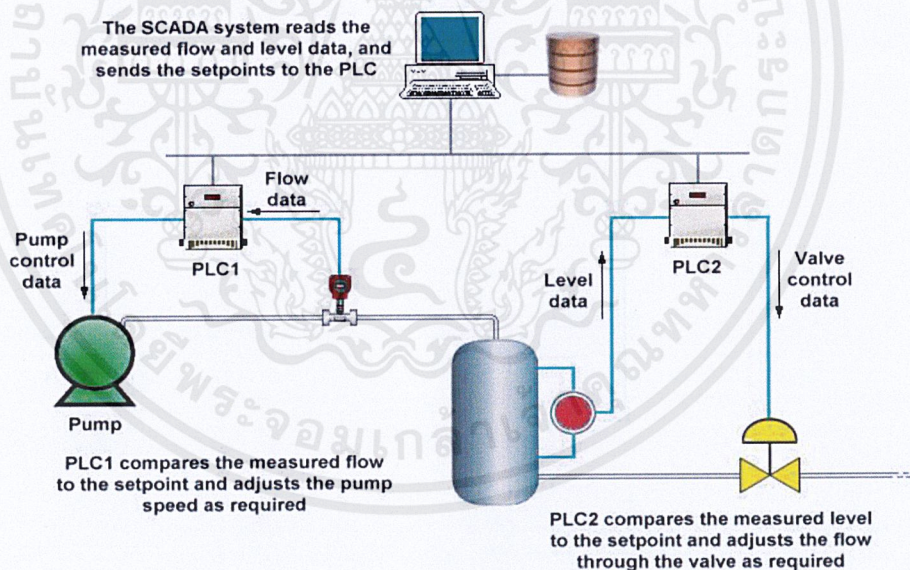 The SCADA system reads the
measured flow and level data, and
sends the setpoints to the PLC
Flow
data
Pump
control
data
PLC1
Level
data
PLC2
Valve
control
data
Pump
PLC1 compares the measured flow
to the setpoint and adjusts the pump
speed as required
PLC2 compares the measured level
to the setpoint and adjusts the flow
through the valve as required